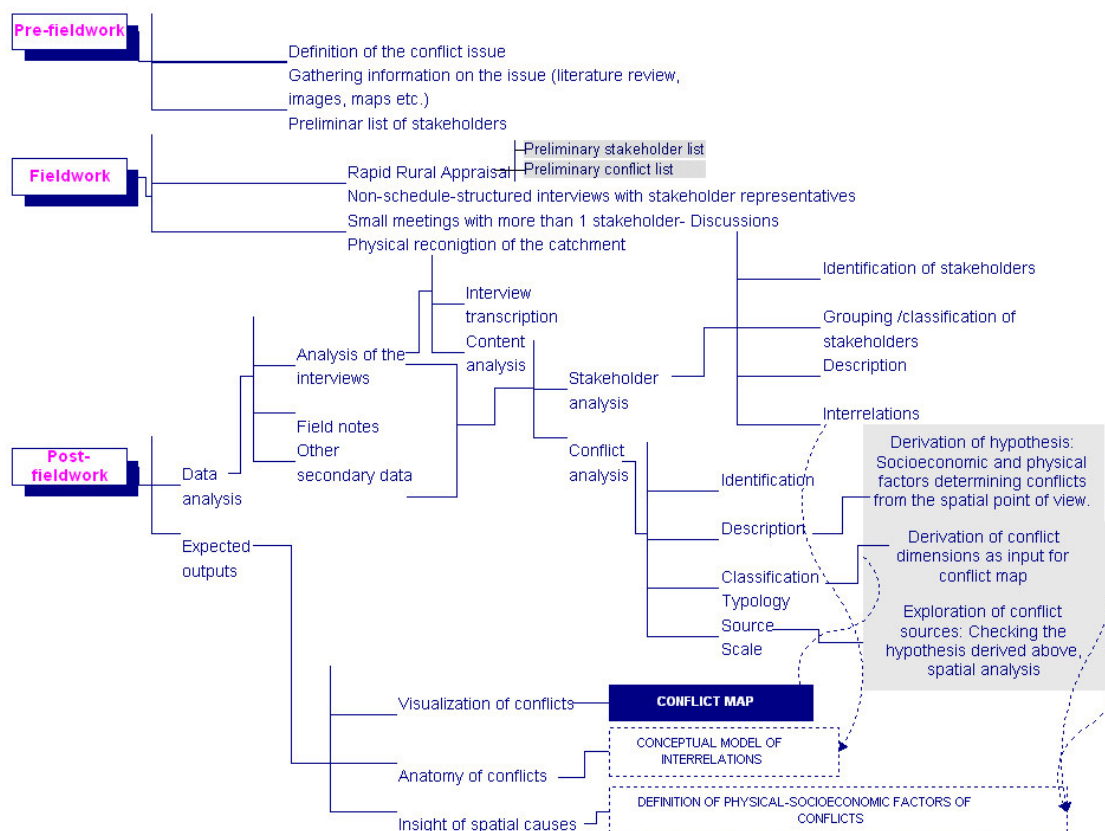 Pre-fieldwork
Definition of the conflict issue
Gathering information on the issue (literature review,
images, maps etc.)
Preliminar list of stakeholders
Fieldwork
Rapid Rural Appraisal
Preliminary stakeholder list
Preliminary conflict list
Non-schedule-structured interviews with stakeholder representatives
Small meetings with more than 1 stakeholder- Discussions
Physical reconigtion of the catchment
Post-
fieldwork
Data
analysis
Analysis of the
interviews
Interview
transcription
Content
analysis
Field notes
Other
secondary data
Stakeholder
analysis
Identification of stakeholders
Grouping /classification of
stakeholders
Description
Interrelations
Conflict
analysis
Identification
Description
Classification
Typology
Source
Scale
Derivation of hypothesis:
Socioeconomic and physical
factors determining conflicts
from the spatial point of view.
Derivation of conflict
dimensions as input for
conflict map
Exploration of conflict
sources: Checking the
hypothesis derived above,
spatial analysis
Expected
outputs
Visualization of conflicts
CONFLICT MAP
Anatomy of conflicts
CONCEPTUAL MODEL OF
INTERRELATIONS
Insight of spatial causes
DEFINITION OF PHYSICAL-SOCIOECONOMIC FACTORS OF
CONFLICTS